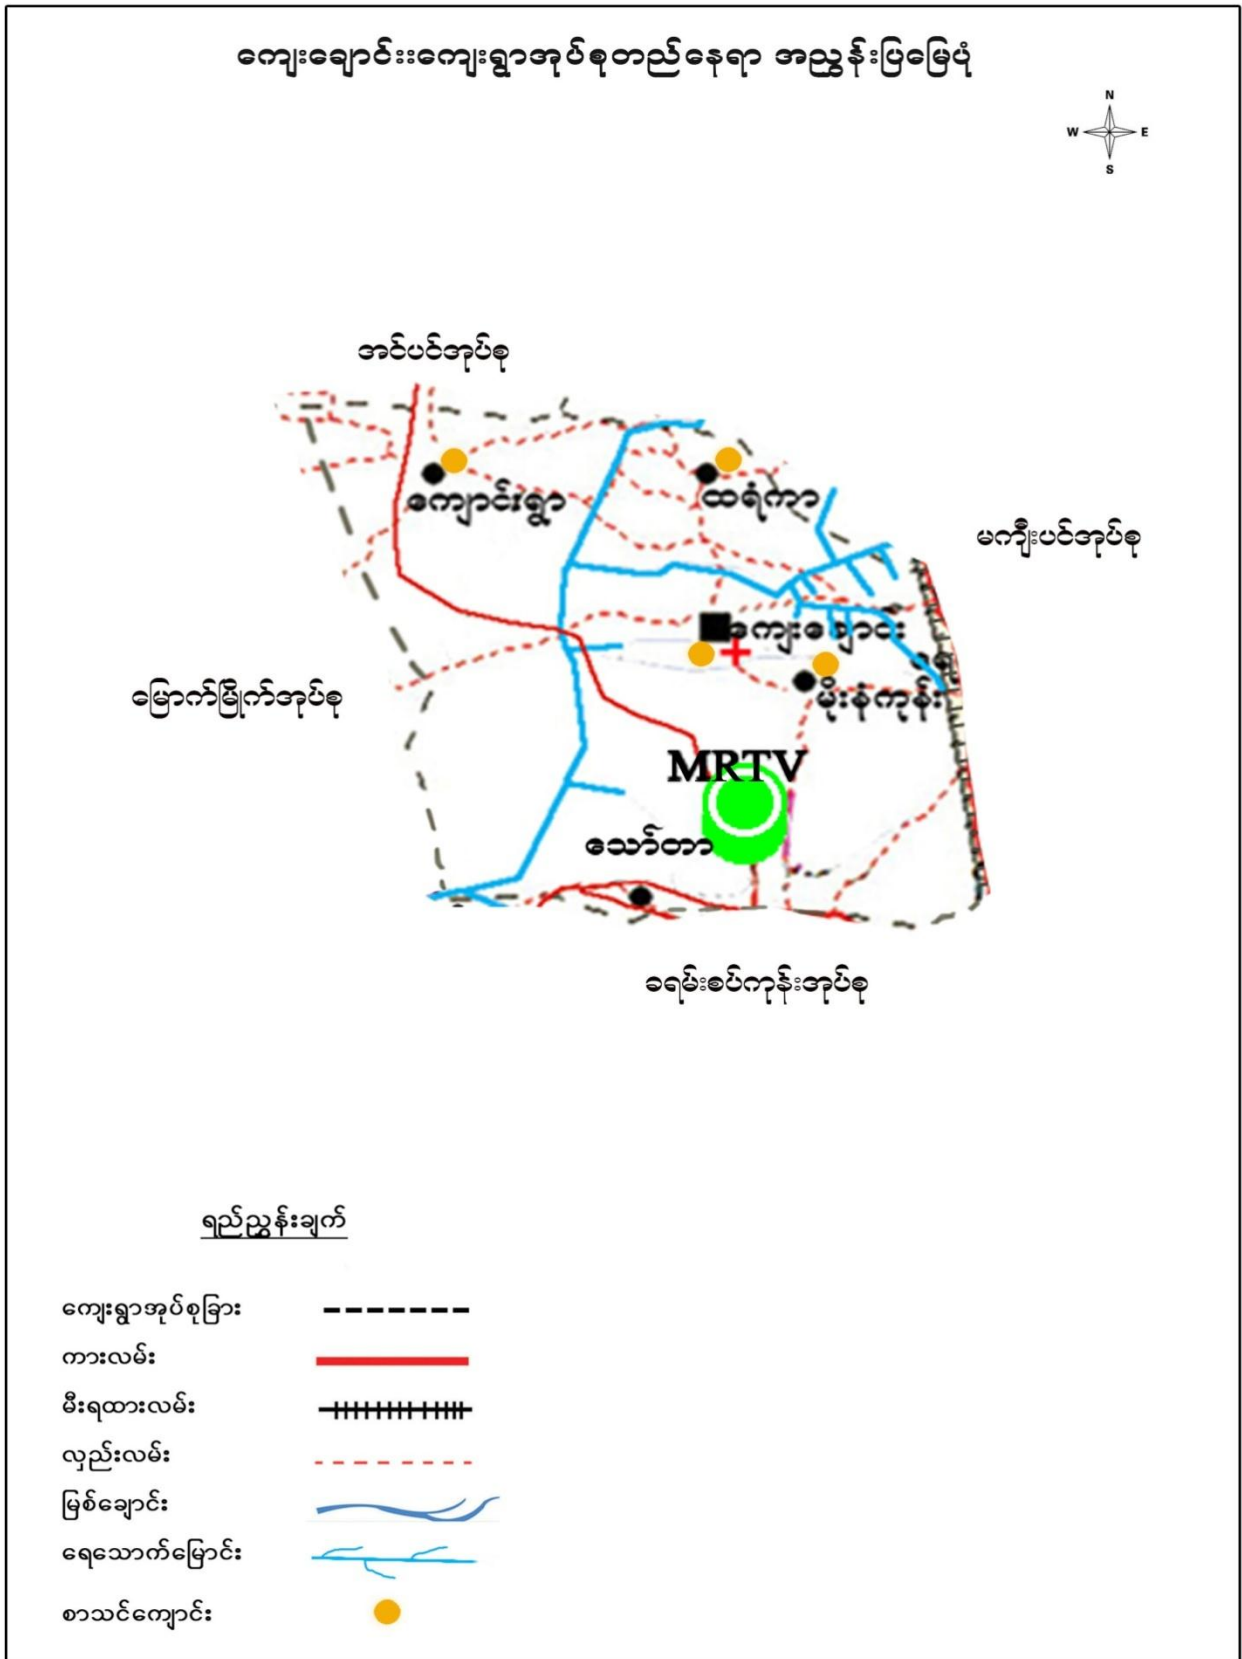 ကျေးချောင်းးကျေးရွာအုပ်စုတည်နေရာ အညွှန်းပြမြေပုံ
N
W E
S
အင်ပင်အုပ်စု
ကျောင်းရွာ
ထရံကာ
မကျီးပင်အုပ်စု
ကျေးချောင်း
မြောက်မြိုက်အုပ်စု
မိုးနံကုန်း
MRTV
သော်တာ
ခရမ်းစပ်ကုန်းအုပ်စု
ရည်ညွှန်းချက်
ကျေးရွာအုပ်စုခြား
ကားလမ်း
မီးရထားလမ်း
လှည်းလမ်း
မြစ်ချောင်း
ရေသောက်မြောင်း
စာသင်ကျောင်း